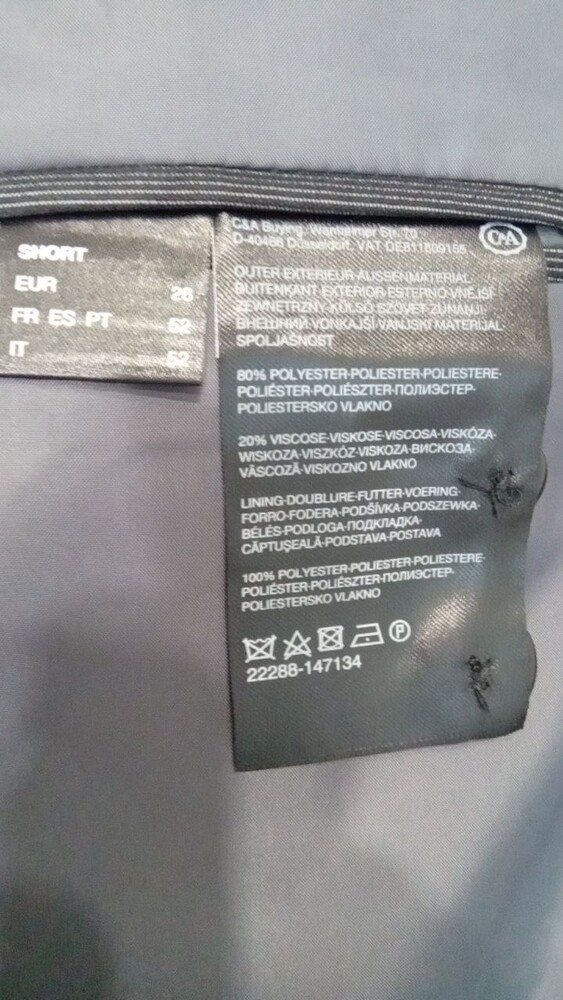 SHORT
EUR 26
FR ES PT 52
IT 52
C&A Buying, Wanheimer Str. 70
D-40468 Düsseldorf, VAT DE811809165
C&A
OUTER·EXTERIEUR·AUSSENMATERIAL·
BUITENKANT·EXTERIOR·ESTERNO·VNĚJŠÍ·
ZEWNĘTRZNY·KÜLSŐ SZÖVET·ZUNANJI·
ВНЕШНИЙ·VONKAJŠÍ·VANJSKI MATERIJAL·
SPOLJAŠNOST
80% POLYESTER·POLIESTER·POLIESTERE·
POLIÉSTER·POLIÉSZTER·ПОЛИЭСТЕР·
POLIESTERSKO VLAKNO
20% VISCOSE·VISKOSE·VISCOSA·VISKÓZA·
WISKOZA·VISZKÓZ·VISKOZA·ВИСКОЗА·
VÂSCOZĂ·VISKOZNO VLAKNO
LINING·DOUBLURE·FUTTER·VOERING·
FORRO·FODERA·PODŠÍVKA·PODSZEWKA·
BÉLÉS·PODLOGA·ПОДКЛАДКА·
CĂPTUŞEALĂ·PODSTAVA·POSTAVA
100% POLYESTER·POLIESTER·POLIESTERE·
POLIÉSTER·POLIÉSZTER·ПОЛИЭСТЕР·
POLIESTERSKO VLAKNO
P
22288-147134